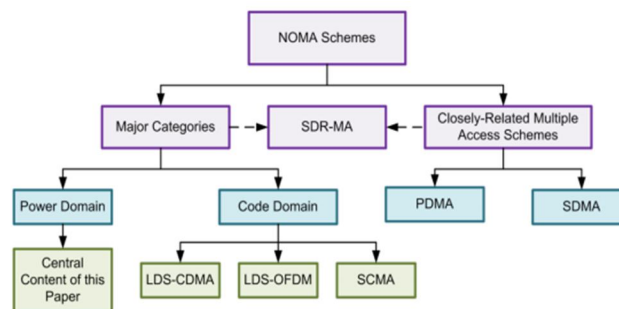 NOMA Schemes
Major Categories
SDR-MA
Closely-Related Multiple
Access Schemes
Power Domain
Code Domain
PDMA
SDMA
Central
Content of this
Paper
LDS-CDMA
LDS-OFDM
SCMA